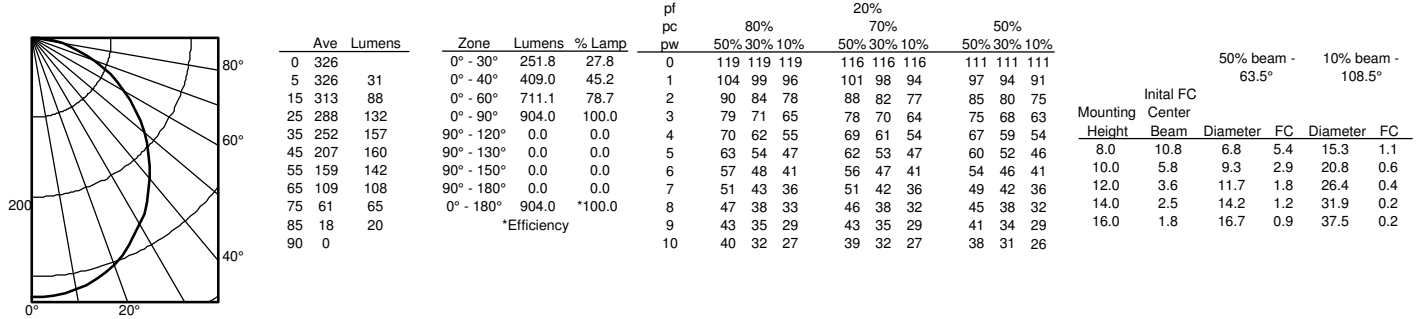 80°
60°
200
40°
0° 20°
Ave Lumens
0 326
5 326 31
15 313 88
25 288 132
35 252 157
45 207 160
55 159 142
65 109 108
75 61 65
85 18 20
90 0
Zone Lumens % Lamp
0° - 30° 251.8 27.8
0° - 40° 409.0 45.2
0° - 60° 711.1 78.7
0° - 90° 904.0 100.0
90° - 120° 0.0 0.0
90° - 130° 0.0 0.0
90° - 150° 0.0 0.0
90° - 180° 0.0 0.0
0° - 180° 904.0 *100.0
*Efficiency
pf 20%
pc 80% 70% 50%
pw 50% 30% 10% 50% 30% 10% 50% 30% 10%
0 119 119 119 116 116 116 111 111 111
1 104 99 96 101 98 94 97 94 91
2 90 84 78 88 82 77 85 80 75
3 79 71 65 78 70 64 75 68 63
4 70 62 55 69 61 54 67 59 54
5 63 54 47 62 53 47 60 52 46
6 57 48 41 56 47 41 54 46 41
7 51 43 36 51 42 36 49 42 36
8 47 38 33 46 38 32 45 38 32
9 43 35 29 43 35 29 41 34 29
10 40 32 27 39 32 27 38 31 26
50% beam - 10% beam -
63.5° 108.5°
Inital FC
Mounting Center
Height Beam Diameter FC Diameter FC
8.0 10.8 6.8 5.4 15.3 1.1
10.0 5.8 9.3 2.9 20.8 0.6
12.0 3.6 11.7 1.8 26.4 0.4
14.0 2.5 14.2 1.2 31.9 0.2
16.0 1.8 16.7 0.9 37.5 0.2